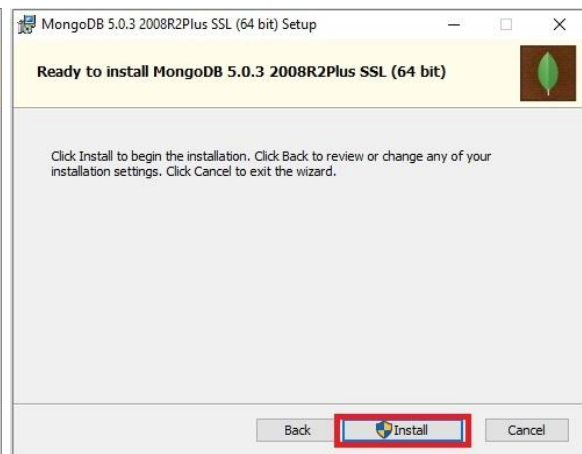 MongoDB 5.0.3 2008R2Plus SSL (64 bit) Setup
Ready to install MongoDB 5.0.3 2008R2Plus SSL (64 bit)
Click Install to begin the installation. Click Back to review or change any of your
installation settings. Click Cancel to exit the wizard.
Back Install Cancel